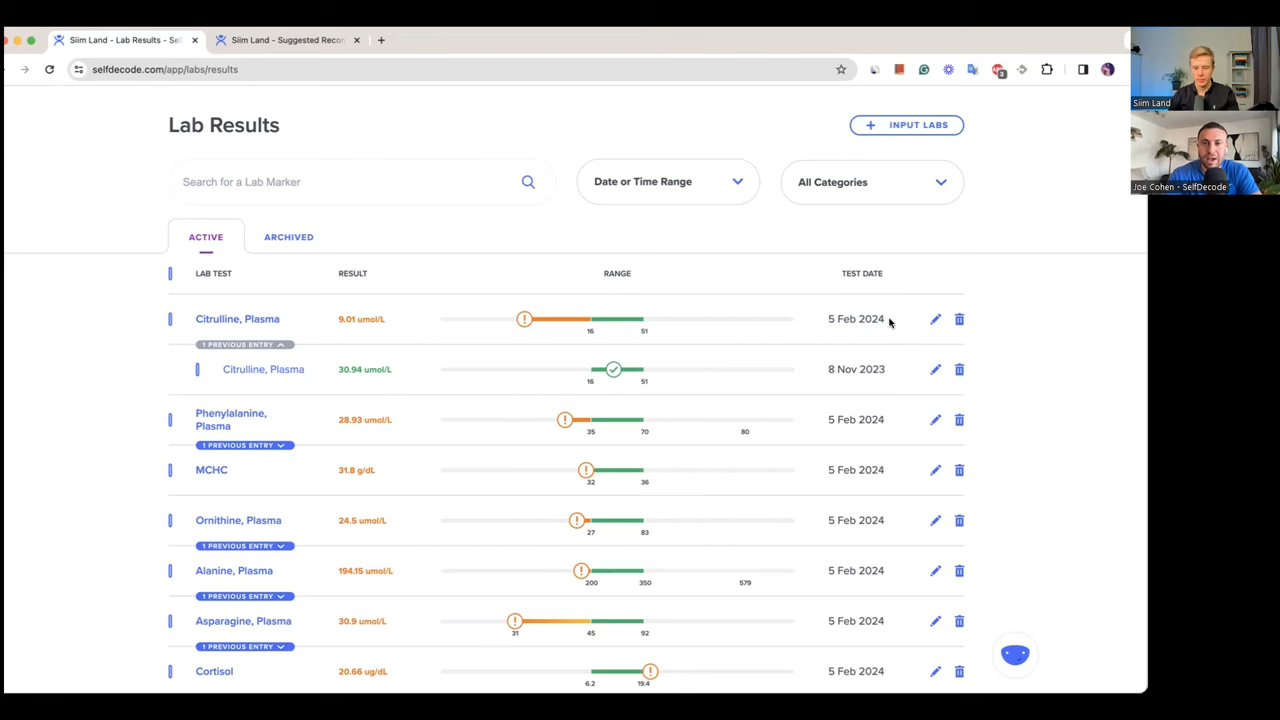 Siim Land - Lab Results - Sel
Siim Land - Suggested Recon
selfdecode.com/app/labs/results
3
Siim Land
Joe Cohen - SelfDecode
Lab Results
+ INPUT LABS
Search for a Lab Marker
Date or Time Range
All Categories
ACTIVE
ARCHIVED
LAB TEST RESULT RANGE TEST DATE
Citrulline, Plasma 9.01 umol/L 5 Feb 2024
16 51
1 PREVIOUS ENTRY
Citrulline, Plasma 30.94 umol/L 8 Nov 2023
16 51
Phenylalanine,
Plasma 28.93 umol/L 5 Feb 2024
35 70 80
1 PREVIOUS ENTRY
MCHC 31.8 g/dL 5 Feb 2024
32 36
Ornithine, Plasma 24.5 umol/L 5 Feb 2024
27 83
1 PREVIOUS ENTRY
Alanine, Plasma 194.15 umol/L 5 Feb 2024
200 350 579
1 PREVIOUS ENTRY
Asparagine, Plasma 30.9 umol/L 5 Feb 2024
31 45 92
1 PREVIOUS ENTRY
Cortisol 20.66 ug/dL 5 Feb 2024
6.2 19.4